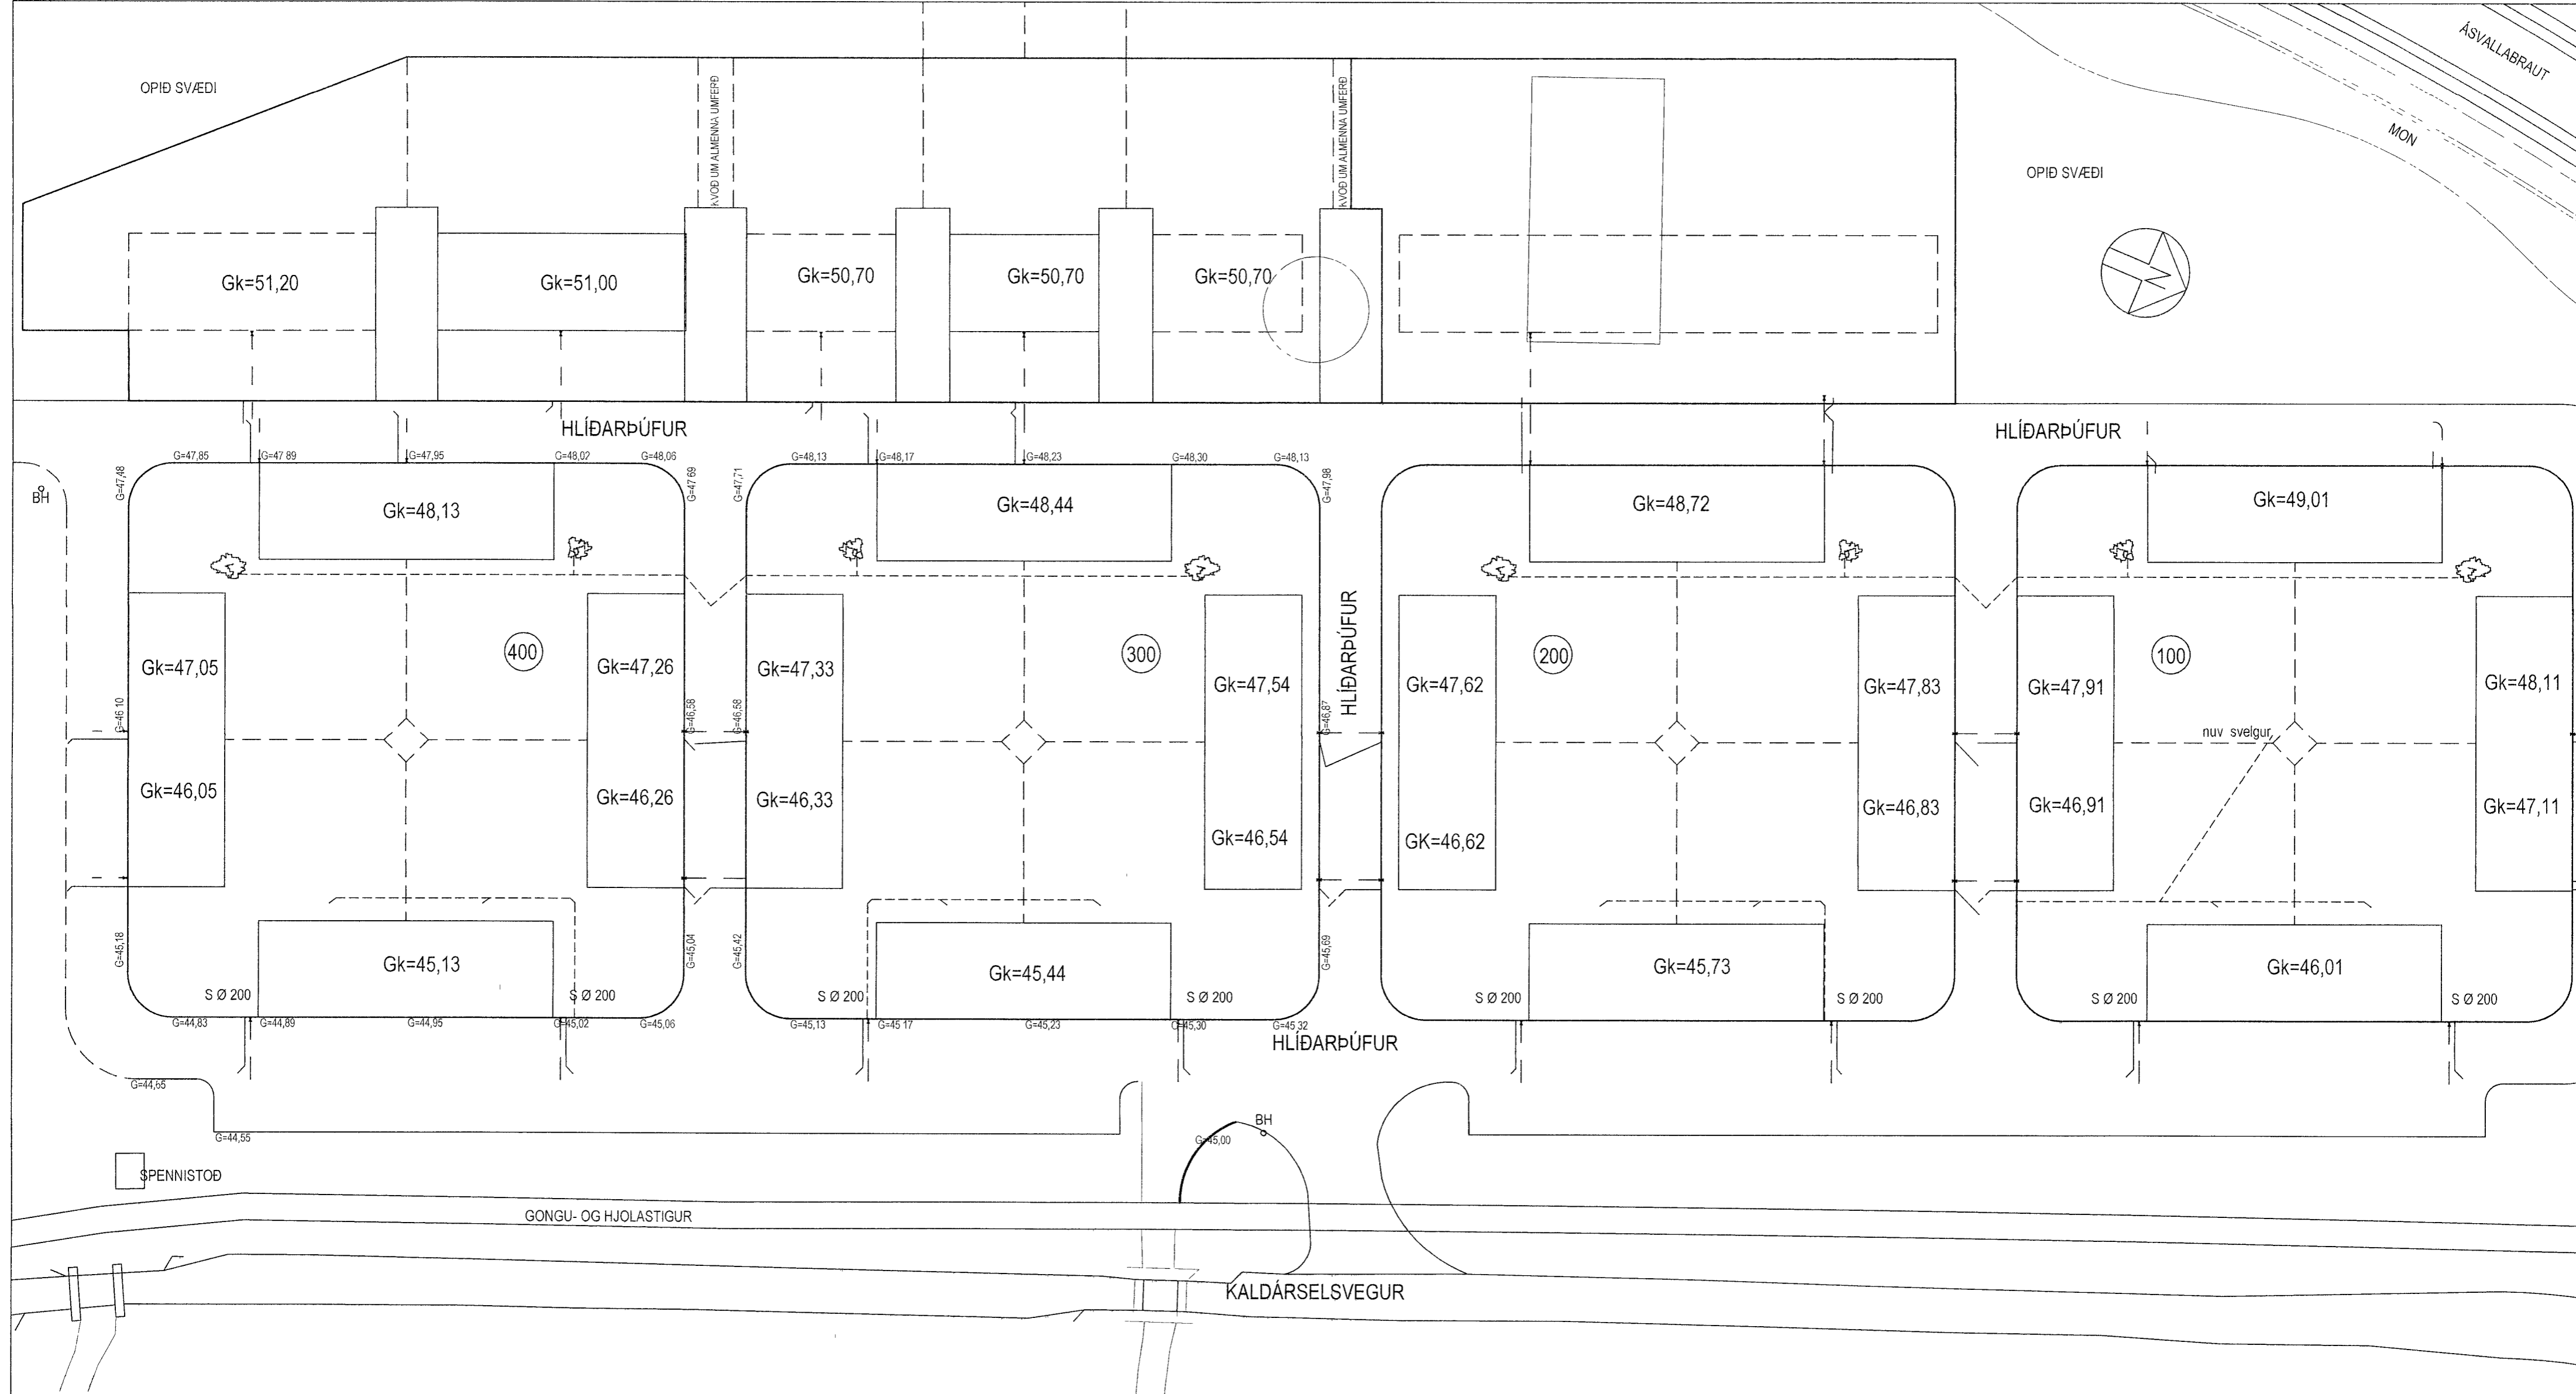 OPIÐ SVÆÐI
KVOÐ UM ALMENNA UMFERÐ
KVOÐ UM ALMENNA UMFERÐ
ÁSVALLABRAUT
MON
OPIÐ SVÆÐI
Gk=51,20
Gk=51,00
Gk=50,70
Gk=50,70
Gk=50,70
HLÍÐARÞÚFUR
HLÍÐARÞÚFUR
G=47,85
G=47 89
G=47,95
G=48,02
G=48,06
G=48,13
G=48,17
G=48,23
G=48,30
G=48,13
G=47,48
G=47 69
G=47,71
G=47,98
BH
Gk=48,13
Gk=48,44
Gk=48,72
Gk=49,01
400
300
200
100
HLÍÐARÞÚFUR
Gk=47,05
Gk=47,26
Gk=47,33
Gk=47,54
Gk=47,62
Gk=47,83
Gk=47,91
Gk=48,11
G=46 10
G=46,58
G=46,58
G=46,87
nuv svelgur
Gk=46,05
Gk=46,26
Gk=46,33
Gk=46,54
GK=46,62
Gk=46,83
Gk=46,91
Gk=47,11
G=45,18
G=45,04
G=45,42
G=45,69
Gk=45,13
Gk=45,44
Gk=45,73
Gk=46,01
S Ø 200
S Ø 200
S Ø 200
S Ø 200
S Ø 200
S Ø 200
S Ø 200
S Ø 200
G=44,83
G=44,89
G=44,95
G=45,02
G=45,06
G=45,13
G=45 17
G=45,23
G=45,30
G=45 32
HLÍÐARÞÚFUR
G=44,65
G=44,55
BH
G=45,00
SPENNISTOÐ
GONGU- OG HJOLASTIGUR
KALDÁRSELSVEGUR